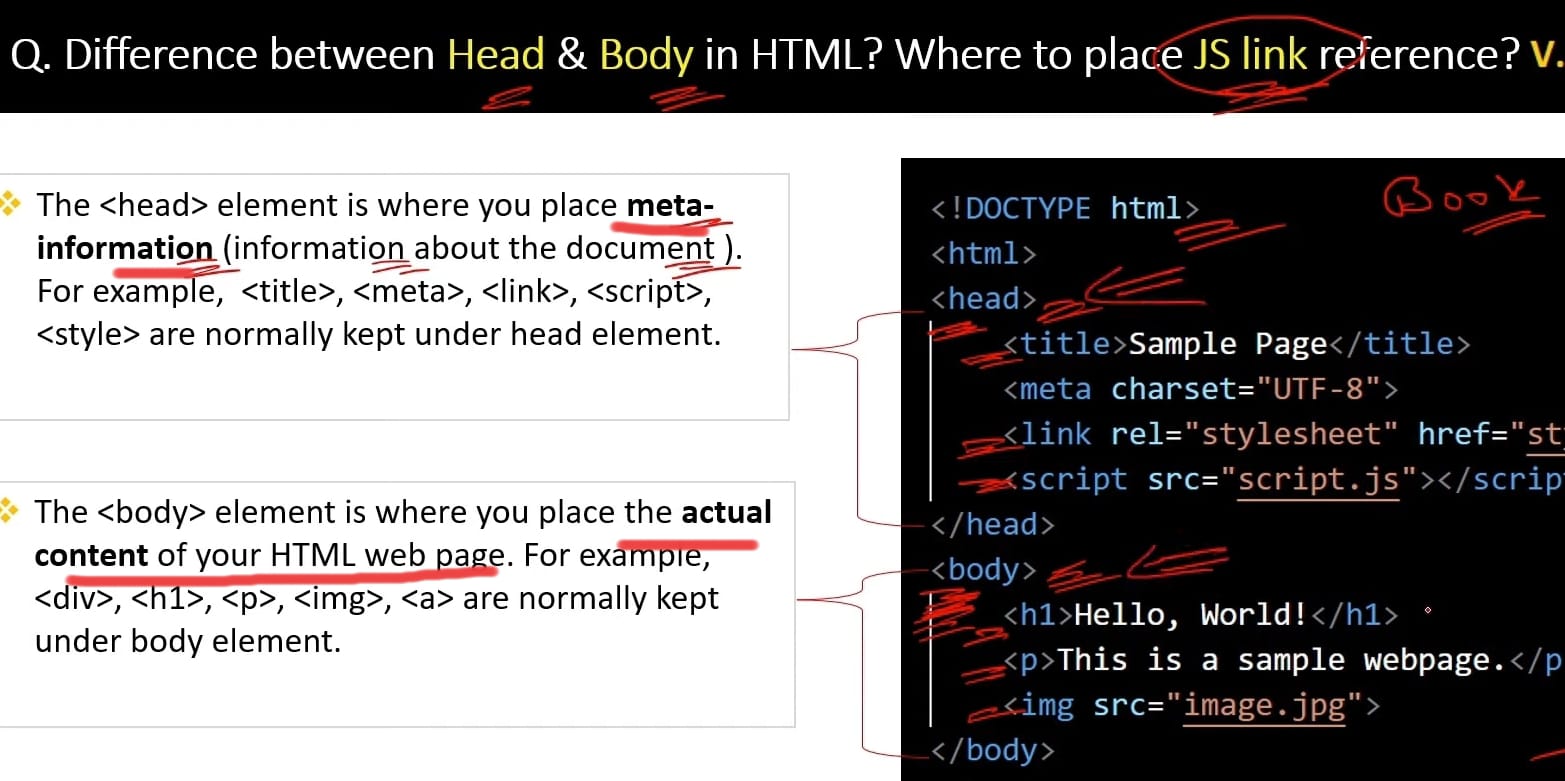 Q. Difference between Head & Body in HTML? Where to place JS link reference? V.
The <head> element is where you place meta-
information (information about the document ).
For example, <title>, <meta>, <link>, <script>,
<style> are normally kept under head element.
The <body> element is where you place the actual
content of your HTML web page. For example,
<div>, <h1>, <p>, <img>, <a> are normally kept
under body element.
Book
<!DOCTYPE html>
<html>
<head>
<title>Sample Page</title>
<meta charset="UTF-8">
<link rel="stylesheet" href="st
<script src="script.js"></scrip
</head>
<body>
<h1>Hello, World!</h1>
<p>This is a sample webpage.</p
<img src="image.jpg">
</body>